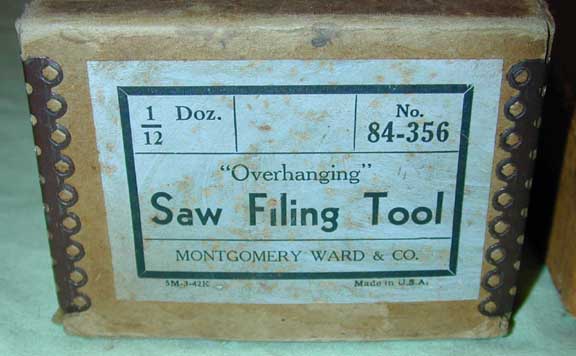 1/12 Doz. No. 84-356
"Overhanging"
Saw Filing Tool
MONTGOMERY WARD & CO.
5M-3-42K Made in U.S.A.